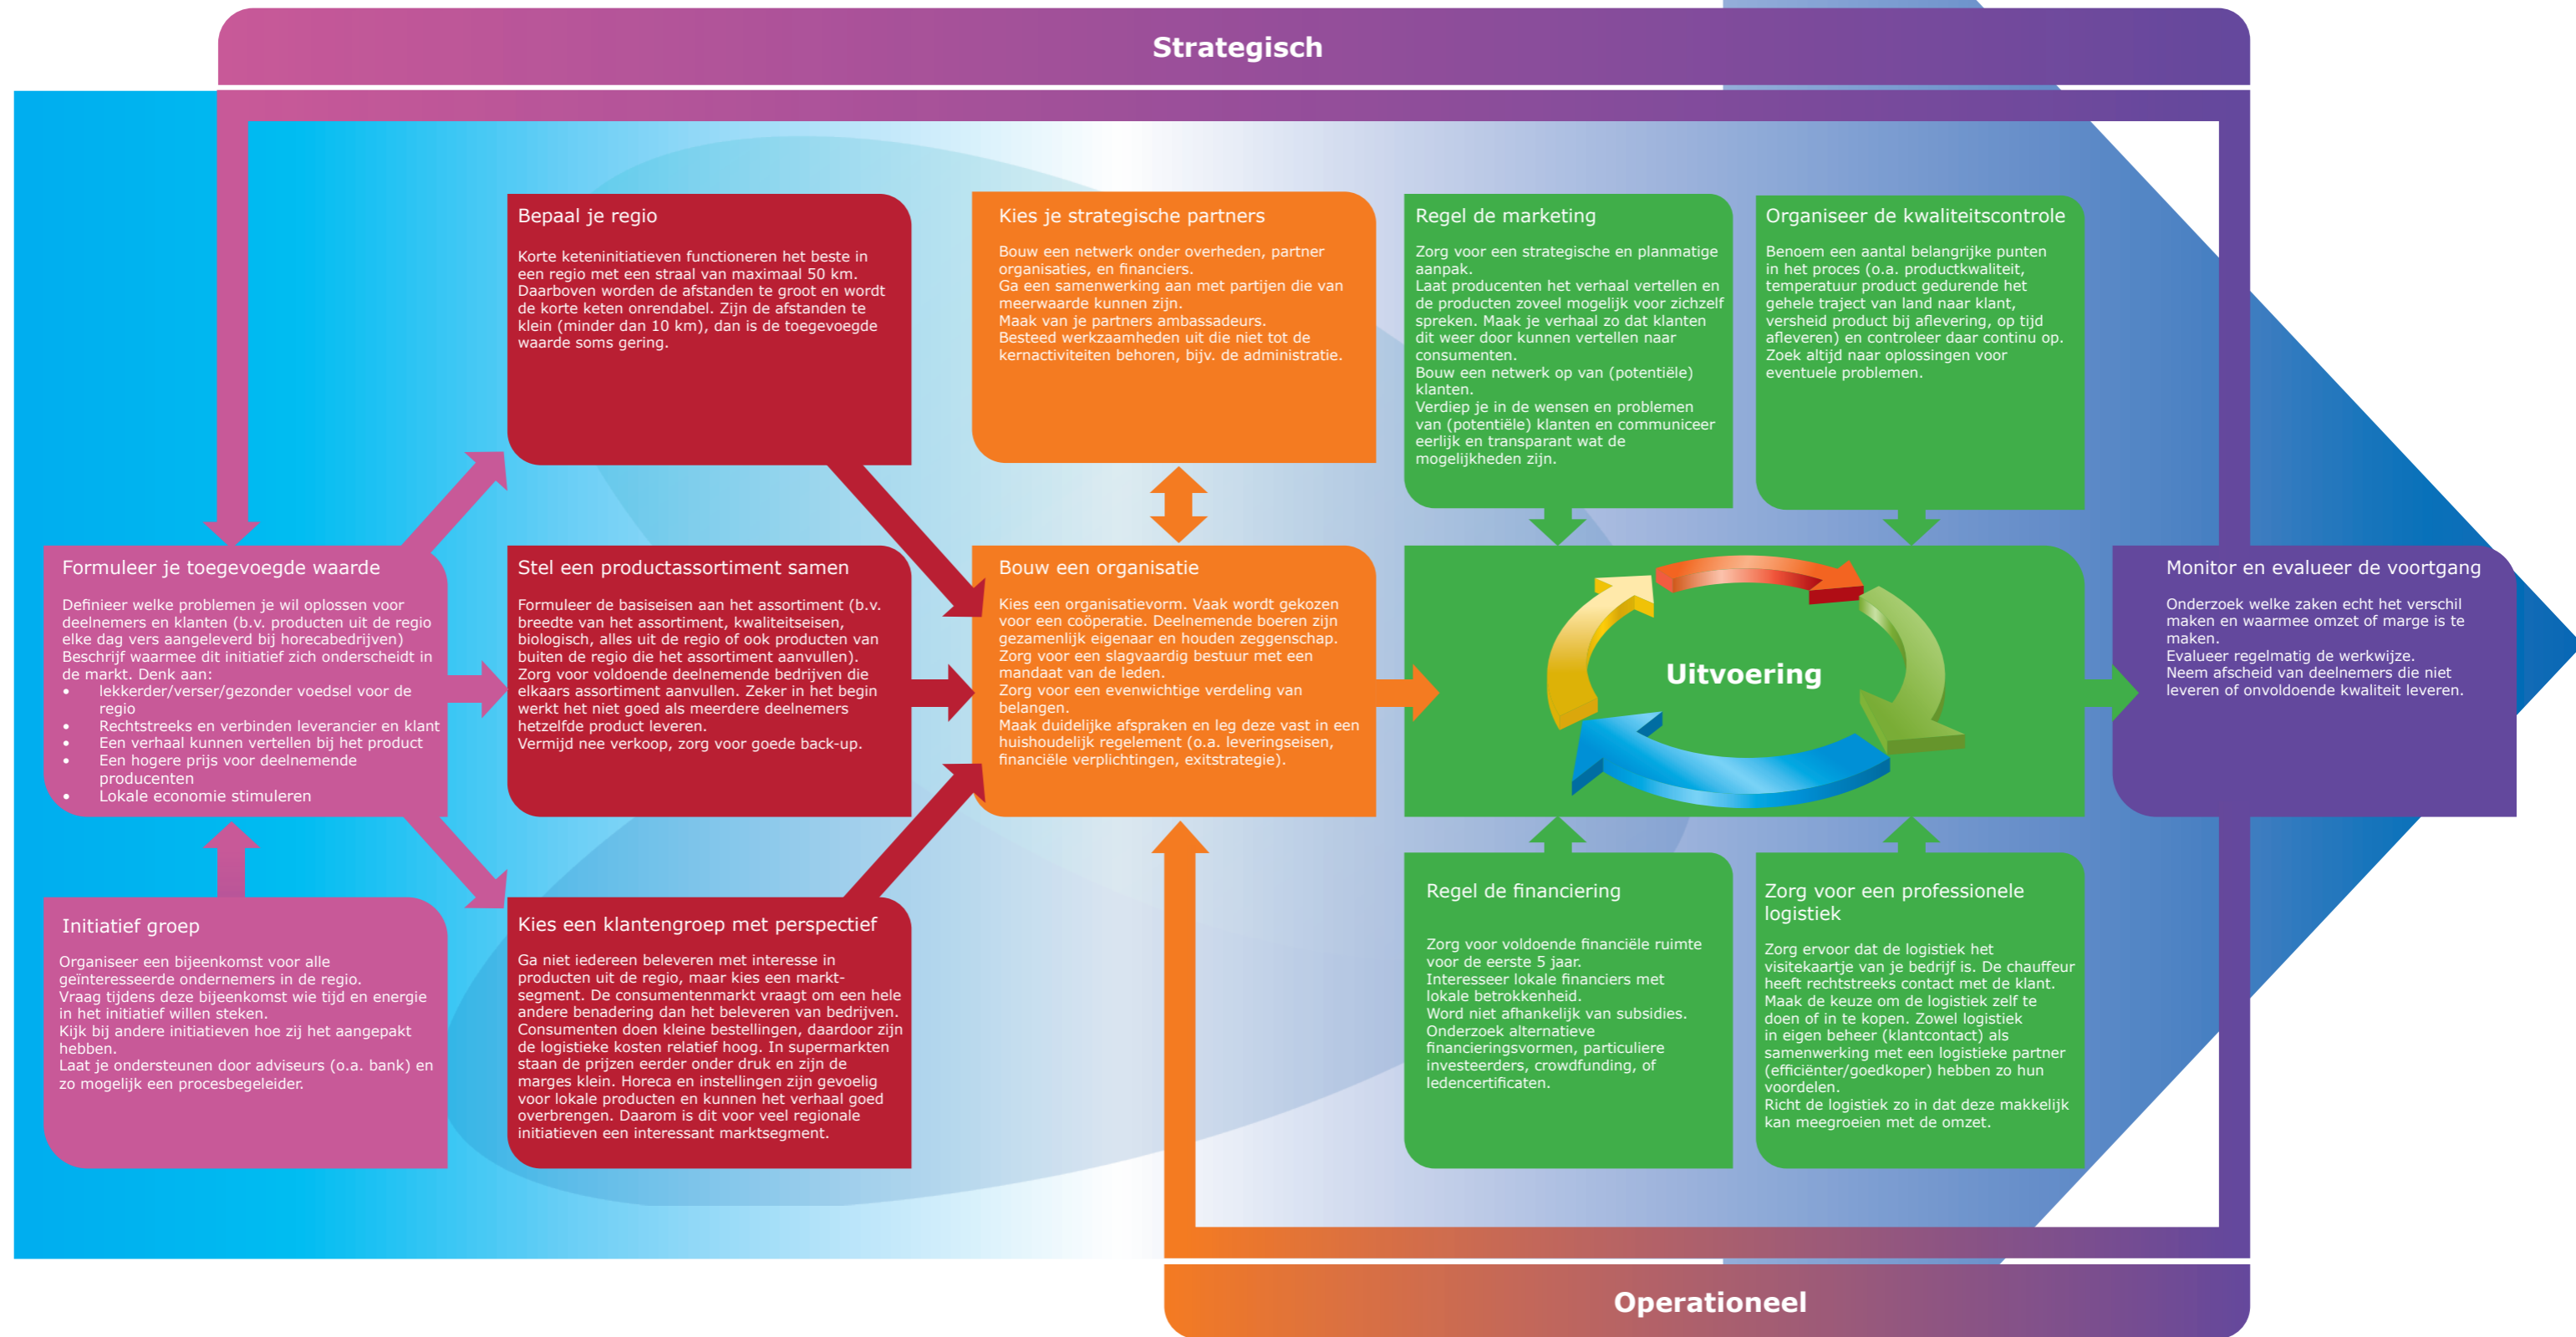 Strategisch
Formuleer je toegevoegde waarde
Definieer welke problemen je wil oplossen voor
deelnemers en klanten (b.v. producten uit de regio
elke dag vers aangeleverd bij horecabedrijven)
Beschrijf waarmee dit initiatief zich onderscheidt in
de markt. Denk aan:
• lekkerder/verser/gezonder voedsel voor de
regio
• Rechtstreeks en verbinden leverancier en klant
• Een verhaal kunnen vertellen bij het product
• Een hogere prijs voor deelnemende
producenten
• Lokale economie stimuleren
Initiatief groep
Organiseer een bijeenkomst voor alle
geïnteresseerde ondernemers in de regio.
Vraag tijdens deze bijeenkomst wie tijd en energie
in het initiatief willen steken.
Kijk bij andere initiatieven hoe zij het aangepakt
hebben.
Laat je ondersteunen door adviseurs (o.a. bank) en
zo mogelijk een procesbegeleider.
Bepaal je regio
Korte keteninitiatieven functioneren het beste in
een regio met een straal van maximaal 50 km.
Daarboven worden de afstanden te groot en wordt
de korte keten onrendabel. Zijn de afstanden te
klein (minder dan 10 km), dan is de toegevoegde
waarde soms gering.
Stel een productassortiment samen
Formuleer de basiseisen aan het assortiment (b.v.
breedte van het assortiment, kwaliteitseisen,
biologisch, alles uit de regio of ook producten van
buiten de regio die het assortiment aanvullen).
Zorg voor voldoende deelnemende bedrijven die
elkaars assortiment aanvullen. Zeker in het begin
werkt het niet goed als meerdere deelnemers
hetzelfde product leveren.
Vermijd nee verkoop, zorg voor goede back-up.
Kies een klantengroep met perspectief
Ga niet iedereen beleveren met interesse in
producten uit de regio, maar kies een markt-
segment. De consumentenmarkt vraagt om een hele
andere benadering dan het beleveren van bedrijven.
Consumenten doen kleine bestellingen, daardoor zijn
de logistieke kosten relatief hoog. In supermarkten
staan de prijzen eerder onder druk en zijn de
marges klein. Horeca en instellingen zijn gevoelig
voor lokale producten en kunnen het verhaal goed
overbrengen. Daarom is dit voor veel regionale
initiatieven een interessant marktsegment.
Kies je strategische partners
Bouw een netwerk onder overheden, partner
organisaties, en financiers.
Ga een samenwerking aan met partijen die van
meerwaarde kunnen zijn.
Maak van je partners ambassadeurs.
Besteed werkzaamheden uit die niet tot de
kernactiviteiten behoren, bijv. de administratie.
Bouw een organisatie
Kies een organisatievorm. Vaak wordt gekozen
voor een coöperatie. Deelnemende boeren zijn
gezamenlijk eigenaar en houden zeggenschap.
Zorg voor een slagvaardig bestuur met een
mandaat van de leden.
Zorg voor een evenwichtige verdeling van
belangen.
Maak duidelijke afspraken en leg deze vast in een
huishoudelijk regelement (o.a. leveringseisen,
financiële verplichtingen, exitstrategie).
Regel de marketing
Zorg voor een strategische en planmatige
aanpak.
Laat producenten het verhaal vertellen en
de producten zoveel mogelijk voor zichzelf
spreken. Maak je verhaal zo dat klanten
dit weer door kunnen vertellen naar
consumenten.
Bouw een netwerk op van (potentiële)
klanten.
Verdiep je in de wensen en problemen
van (potentiële) klanten en communiceer
eerlijk en transparant wat de
mogelijkheden zijn.
Organiseer de kwaliteitscontrole
Benoem een aantal belangrijke punten
in het proces (o.a. productkwaliteit,
temperatuur product gedurende het
gehele traject van land naar klant,
versheid product bij aflevering, op tijd
afleveren) en controleer daar continu op.
Zoek altijd naar oplossingen voor
eventuele problemen.
Uitvoering
Regel de financiering
Zorg voor voldoende financiële ruimte
voor de eerste 5 jaar.
Interesseer lokale financiers met
lokale betrokkenheid.
Word niet afhankelijk van subsidies.
Onderzoek alternatieve
financieringsvormen, particuliere
investeerders, crowdfunding, of
ledencertificaten.
Zorg voor een professionele
logistiek
Zorg ervoor dat de logistiek het
visitekaartje van je bedrijf is. De chauffeur
heeft rechtstreeks contact met de klant.
Maak de keuze om de logistiek zelf te
doen of in te kopen. Zowel logistiek
in eigen beheer (klantcontact) als
samenwerking met een logistieke partner
(efficiënter/goedkoper) hebben zo hun
voordelen.
Richt de logistiek zo in dat deze makkelijk
kan meegroeien met de omzet.
Monitor en evalueer de voortgang
Onderzoek welke zaken echt het verschil
maken en waarmee omzet of marge is te
maken.
Evalueer regelmatig de werkwijze.
Neem afscheid van deelnemers die niet
leveren of onvoldoende kwaliteit leveren.
Operationeel